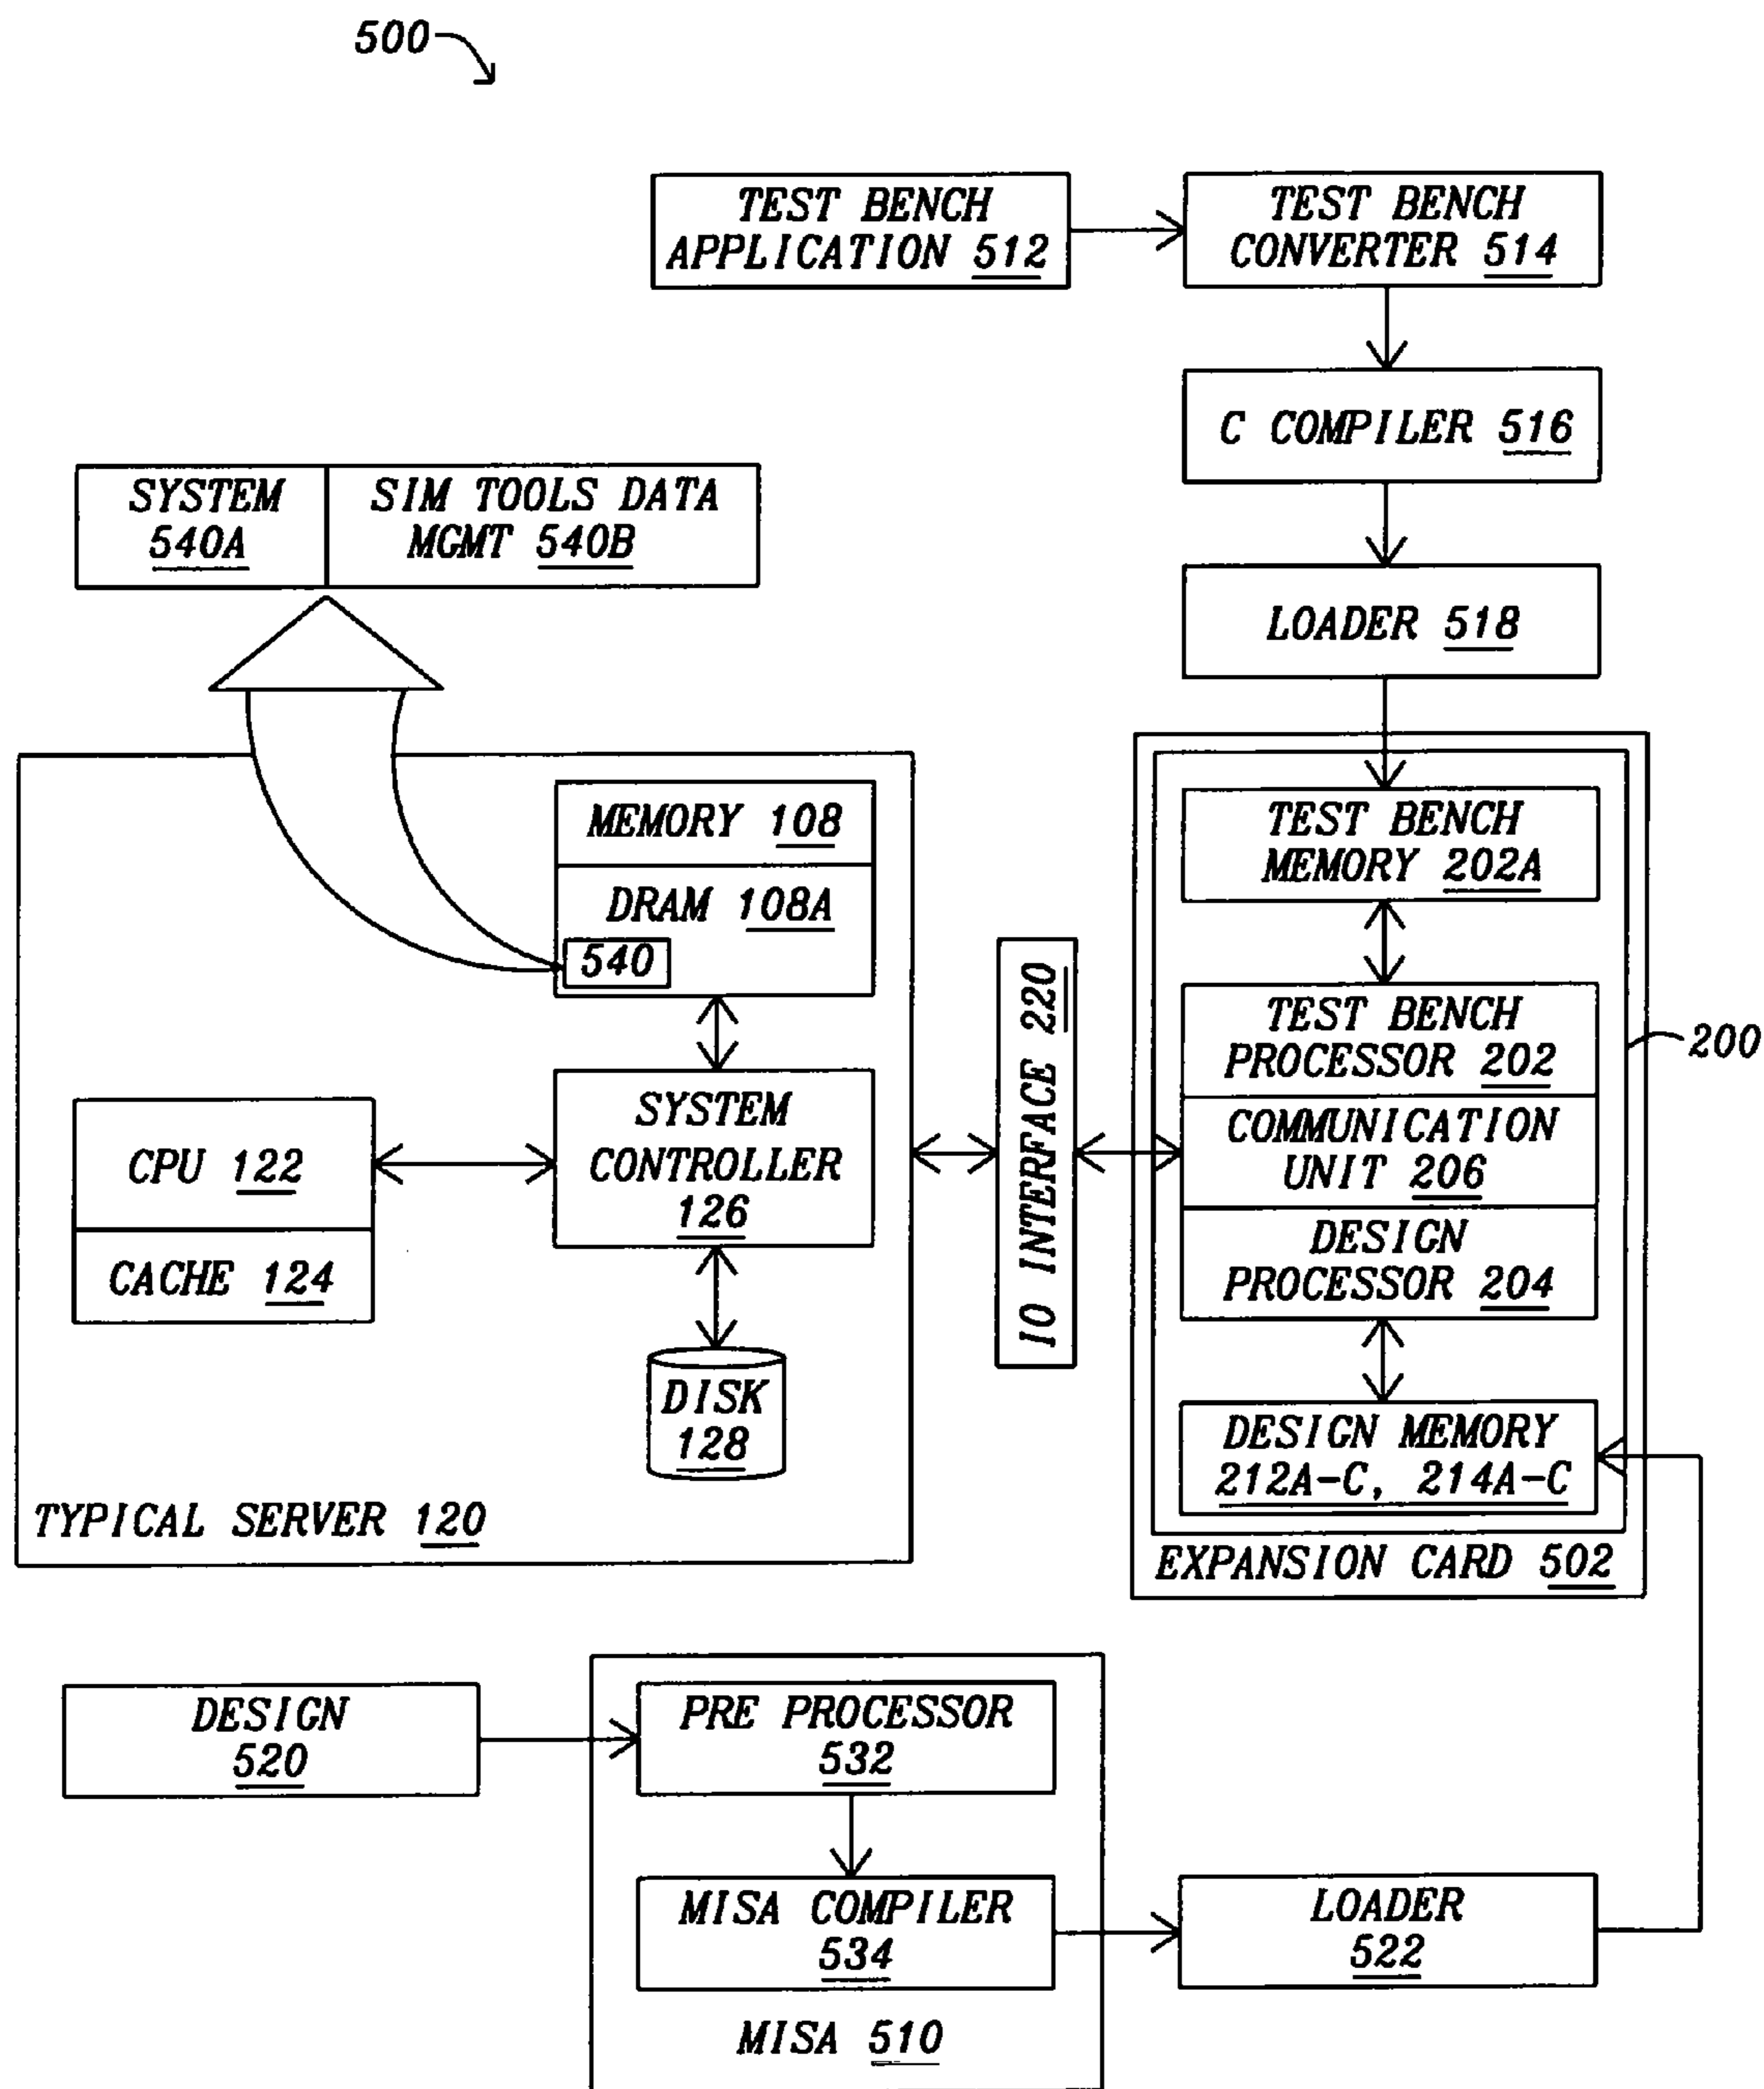 500
TEST BENCH
APPLICATION 512
TEST BENCH
CONVERTER 514
C COMPILER 516
SYSTEM
540A
SIM TOOLS DATA
MGMT 540B
LOADER 518
MEMORY 108
DRAM 108A
540
TEST BENCH
MEMORY 202A
TEST BENCH
PROCESSOR 202
200
COMMUNICATION
UNIT 206
DESIGN
PROCESSOR 204
IO INTERFACE 220
SYSTEM
CONTROLLER
126
CPU 122
CACHE 124
DISK
128
DESIGN MEMORY
212A-C, 214A-C
TYPICAL SERVER 120
EXPANSION CARD 502
DESIGN
520
PRE PROCESSOR
532
MISA COMPILER
534
LOADER
522
MISA 510